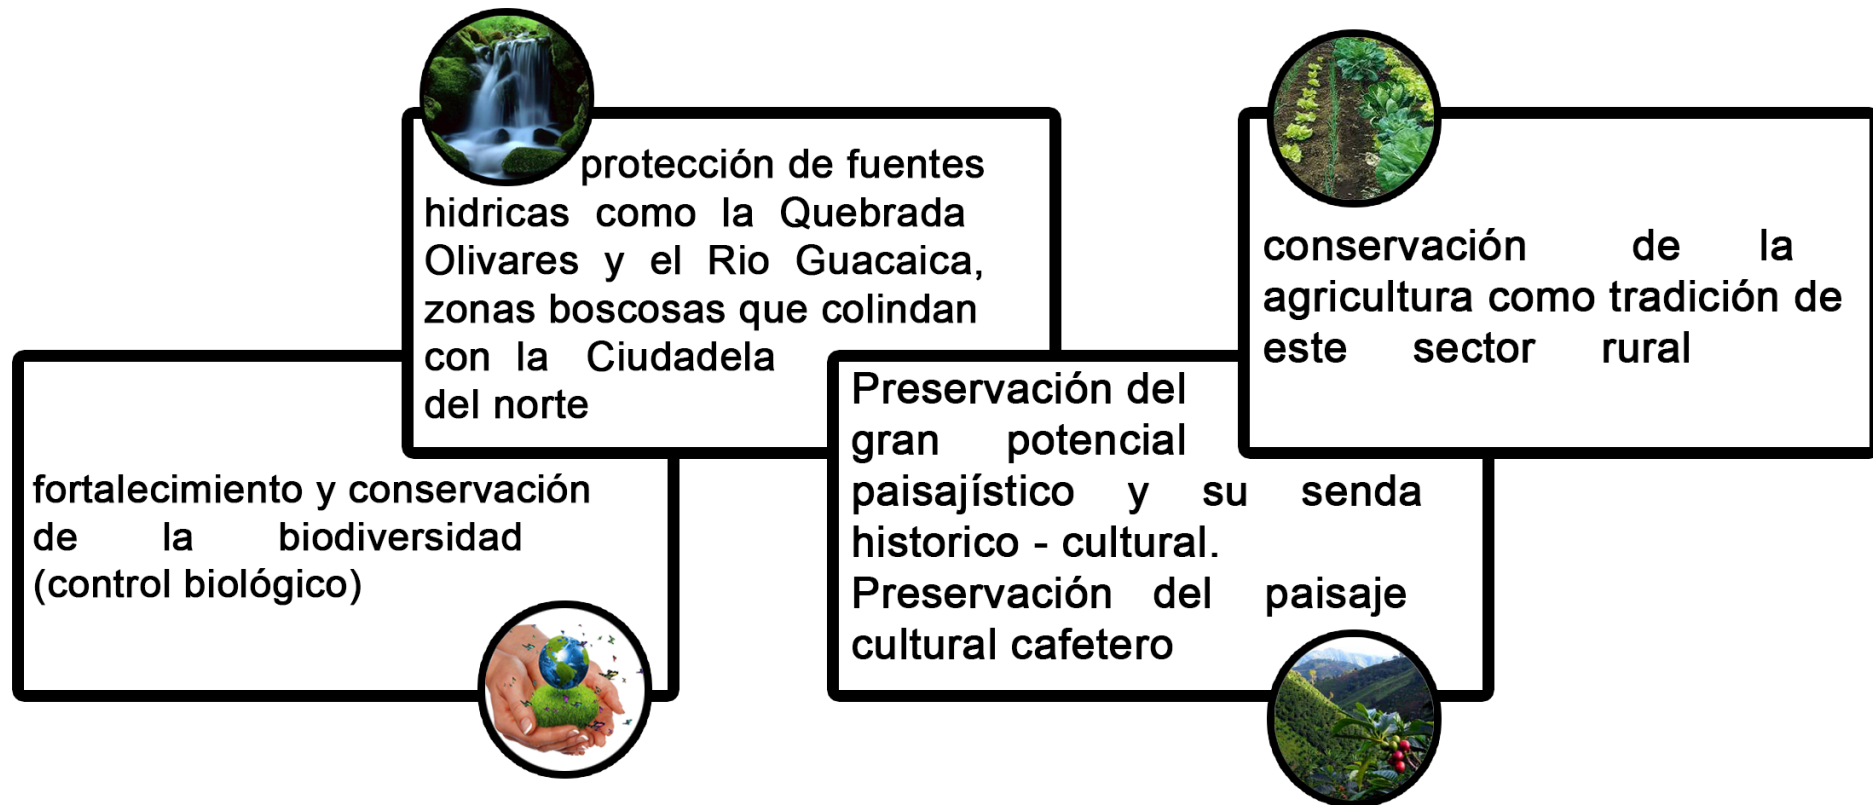 fortalecimiento y conservación
de la biodiversidad
(control biológico)
protección de fuentes
hidricas como la Quebrada
Olivares y el Rio Guacaica,
zonas boscosas que colindan
con la Ciudadela
del norte
Preservación del
gran potencial
paisajístico y su senda
historico - cultural.
Preservación del paisaje
cultural cafetero
conservación de la
agricultura como tradición de
este sector rural